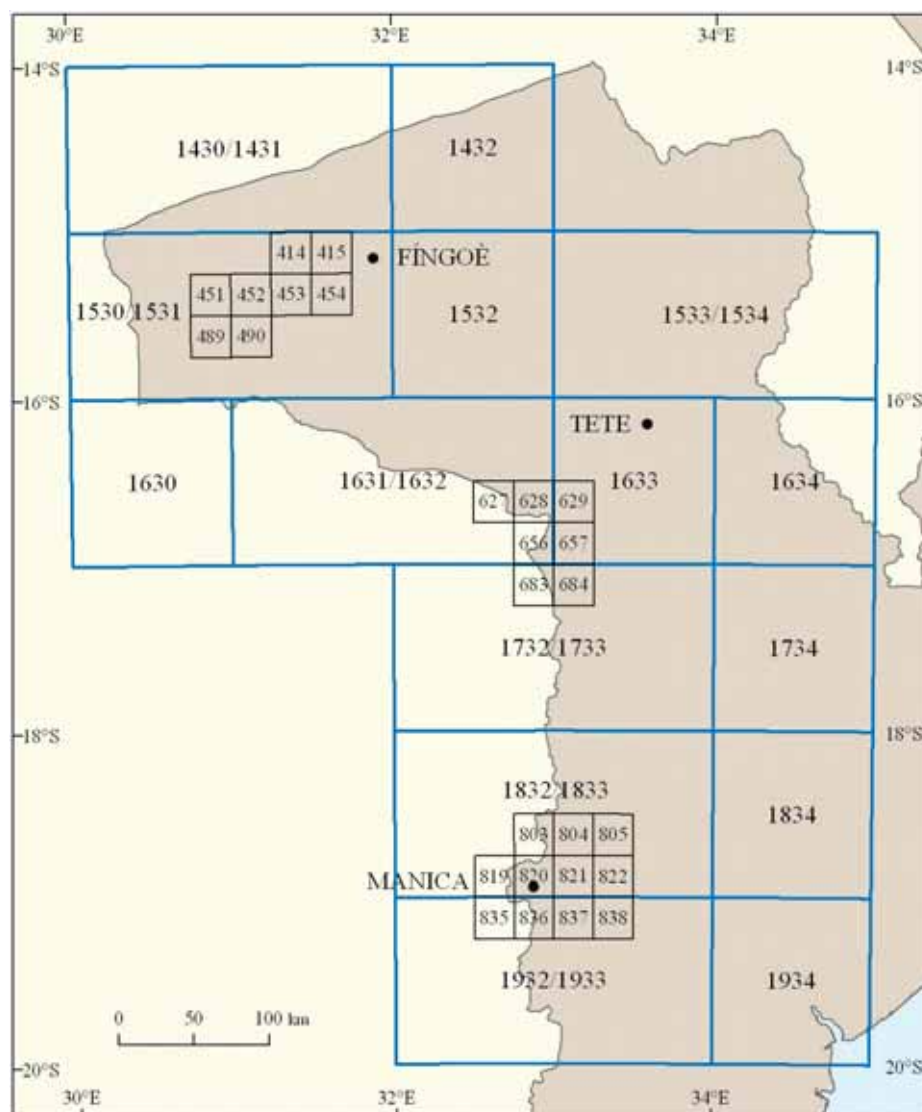 30°E 32°E 34°E
14°S 14°S
1430/1431 1432
414 415 FÍNGOÈ
451 452 453 454
1530/1531 1532 1533/1534
489 490
16°S 16°S
TETE
1630 1631/1632 1633 1634
627 628 629
656 657
683 684
1732/1733 1734
18°S 18°S
1832/1833
1834
803 804 805
MANICA 819 820 821 822
835 836 837 838
1932/1933 1934
0 50 100 km
20°S 20°S
30°E 32°E 34°E